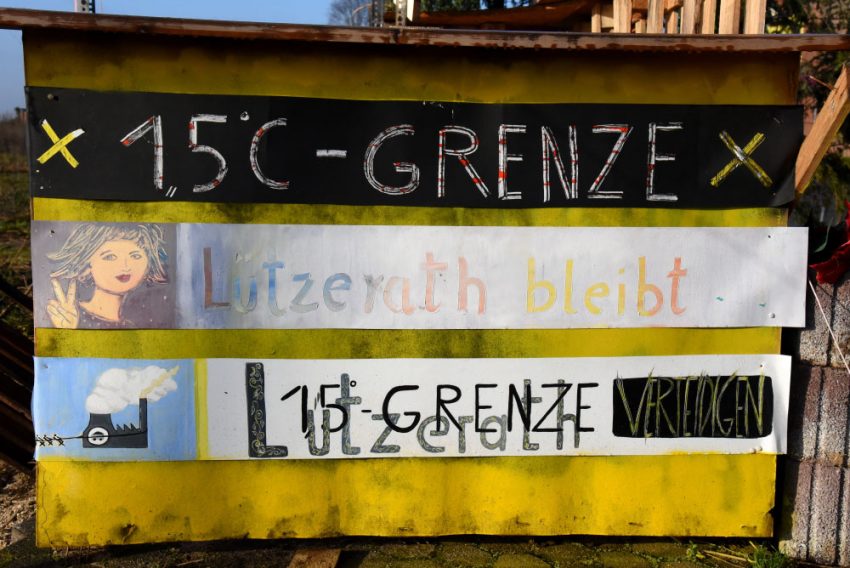 1,5°C-GRENZE
Lützerath bleibt
Lützerath
1,5°-GRENZE VERTEIDIGEN